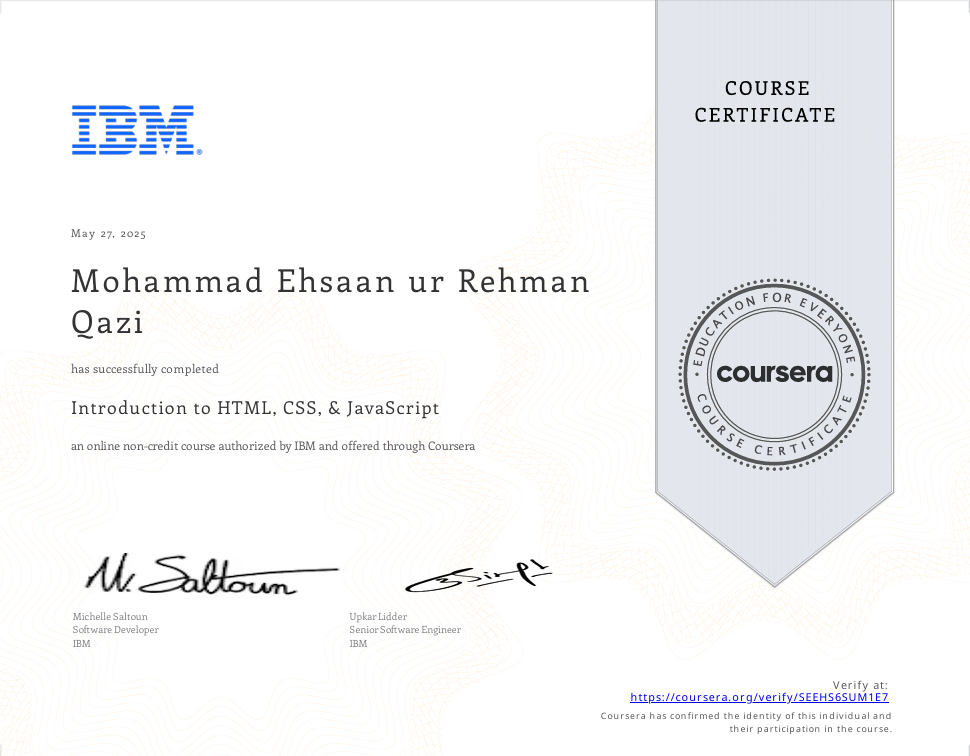 COURSE
CERTIFICATE
IBM®
May 27, 2025
Mohammad Ehsaan ur Rehman
Qazi
has successfully completed
Introduction to HTML, CSS, & JavaScript
an online non-credit course authorized by IBM and offered through Coursera
EDUCATION FOR EVERYONE
coursera
COURSE CERTIFICATE
M. Saltoun
Michelle Saltoun
Software Developer
IBM
Upkar Lidder
Senior Software Engineer
IBM
Verify at:
https://coursera.org/verify/SEEHS6SUM1E7
Coursera has confirmed the identity of this individual and
their participation in the course.